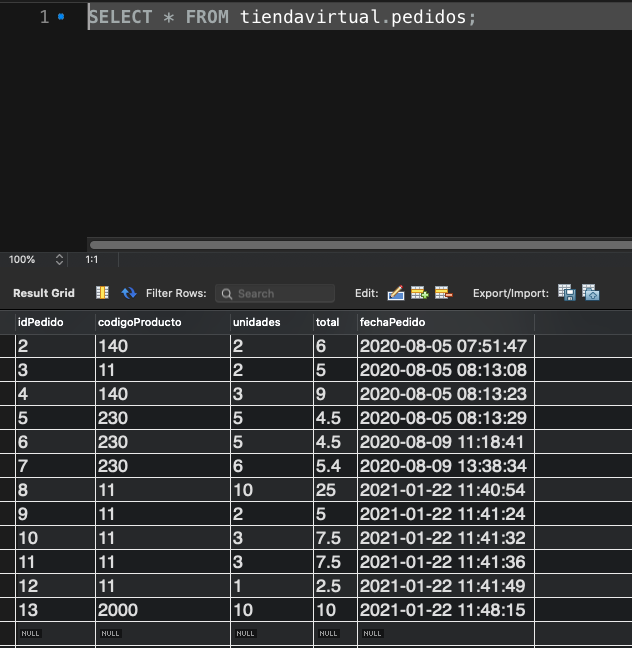 1 SELECT * FROM tiendavirtual.pedidos;
100% 1:1
Result Grid Filter Rows: Search Edit: Export/Import:
idPedido codigoProducto unidades total fechaPedido
2 140 2 6 2020-08-05 07:51:47
3 11 2 5 2020-08-05 08:13:08
4 140 3 9 2020-08-05 08:13:23
5 230 5 4.5 2020-08-05 08:13:29
6 230 5 4.5 2020-08-09 11:18:41
7 230 6 5.4 2020-08-09 13:38:34
8 11 10 25 2021-01-22 11:40:54
9 11 2 5 2021-01-22 11:41:24
10 11 3 7.5 2021-01-22 11:41:32
11 11 3 7.5 2021-01-22 11:41:36
12 11 1 2.5 2021-01-22 11:41:49
13 2000 10 10 2021-01-22 11:48:15
NULL NULL NULL NULL NULL